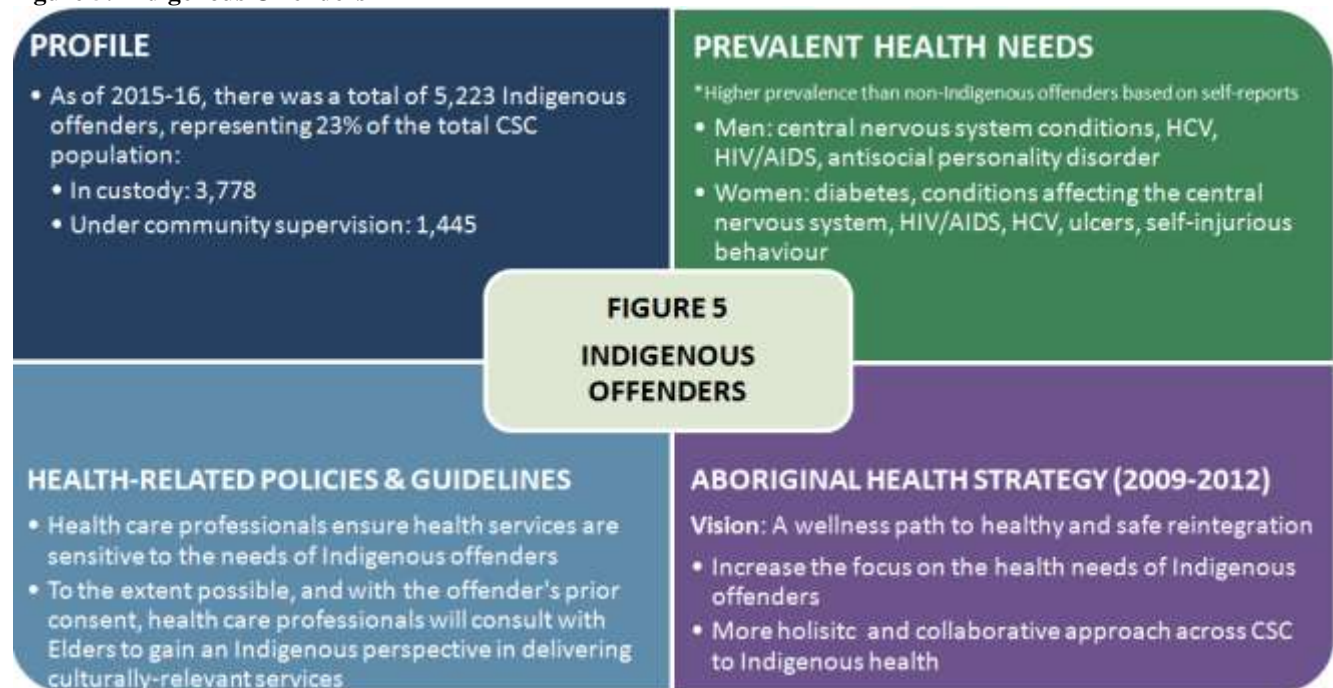 PROFILE
• As of 2015-16, there was a total of 5,223 Indigenous
offenders, representing 23% of the total CSC
population:
• In custody: 3,778
• Under community supervision: 1,445
PREVALENT HEALTH NEEDS
*Higher prevalence than non-Indigenous offenders based on self-reports
• Men: central nervous system conditions, HCV,
HIV/AIDS, antisocial personality disorder
• Women: diabetes, conditions affecting the central
nervous system, HIV/AIDS, HCV, ulcers, self-injurious
behaviour
FIGURE 5
INDIGENOUS
OFFENDERS
HEALTH-RELATED POLICIES & GUIDELINES
• Health care professionals ensure health services are
sensitive to the needs of Indigenous offenders
• To the extent possible, and with the offender's prior
consent, health care professionals will consult with
Elders to gain an Indigenous perspective in delivering
culturally-relevant services
ABORIGINAL HEALTH STRATEGY (2009-2012)
Vision: A wellness path to healthy and safe reintegration
• Increase the focus on the health needs of Indigenous
offenders
• More holisitc and collaborative approach across CSC
to Indigenous health